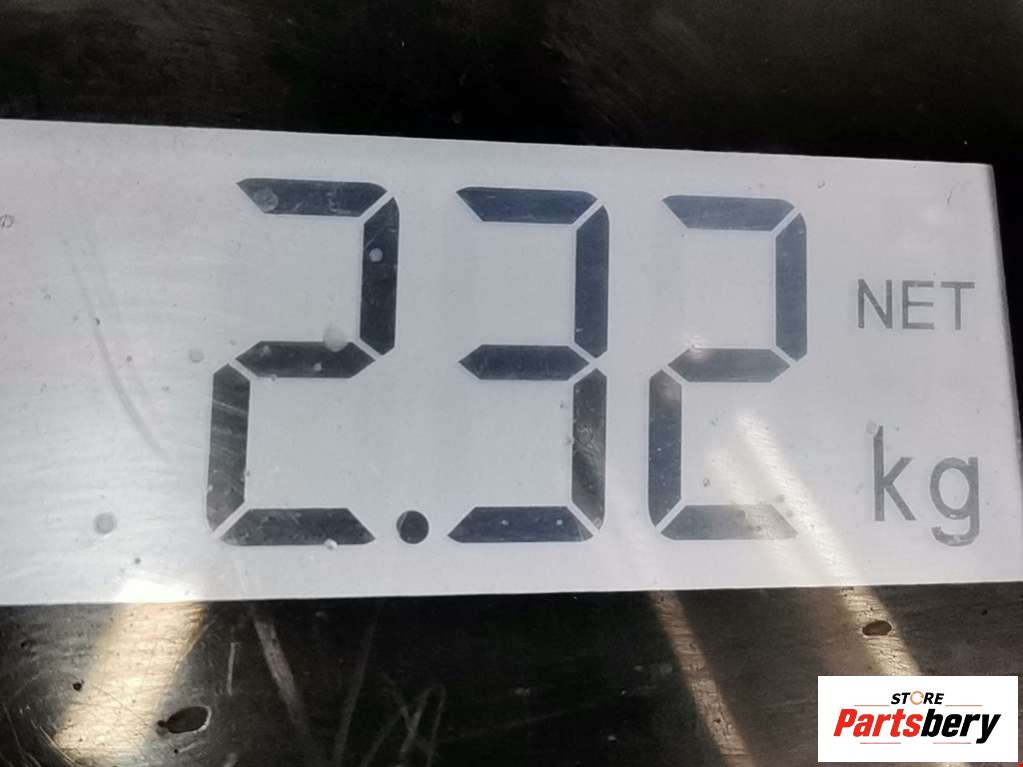 2.32
NET
kg
STORE
Partsbery